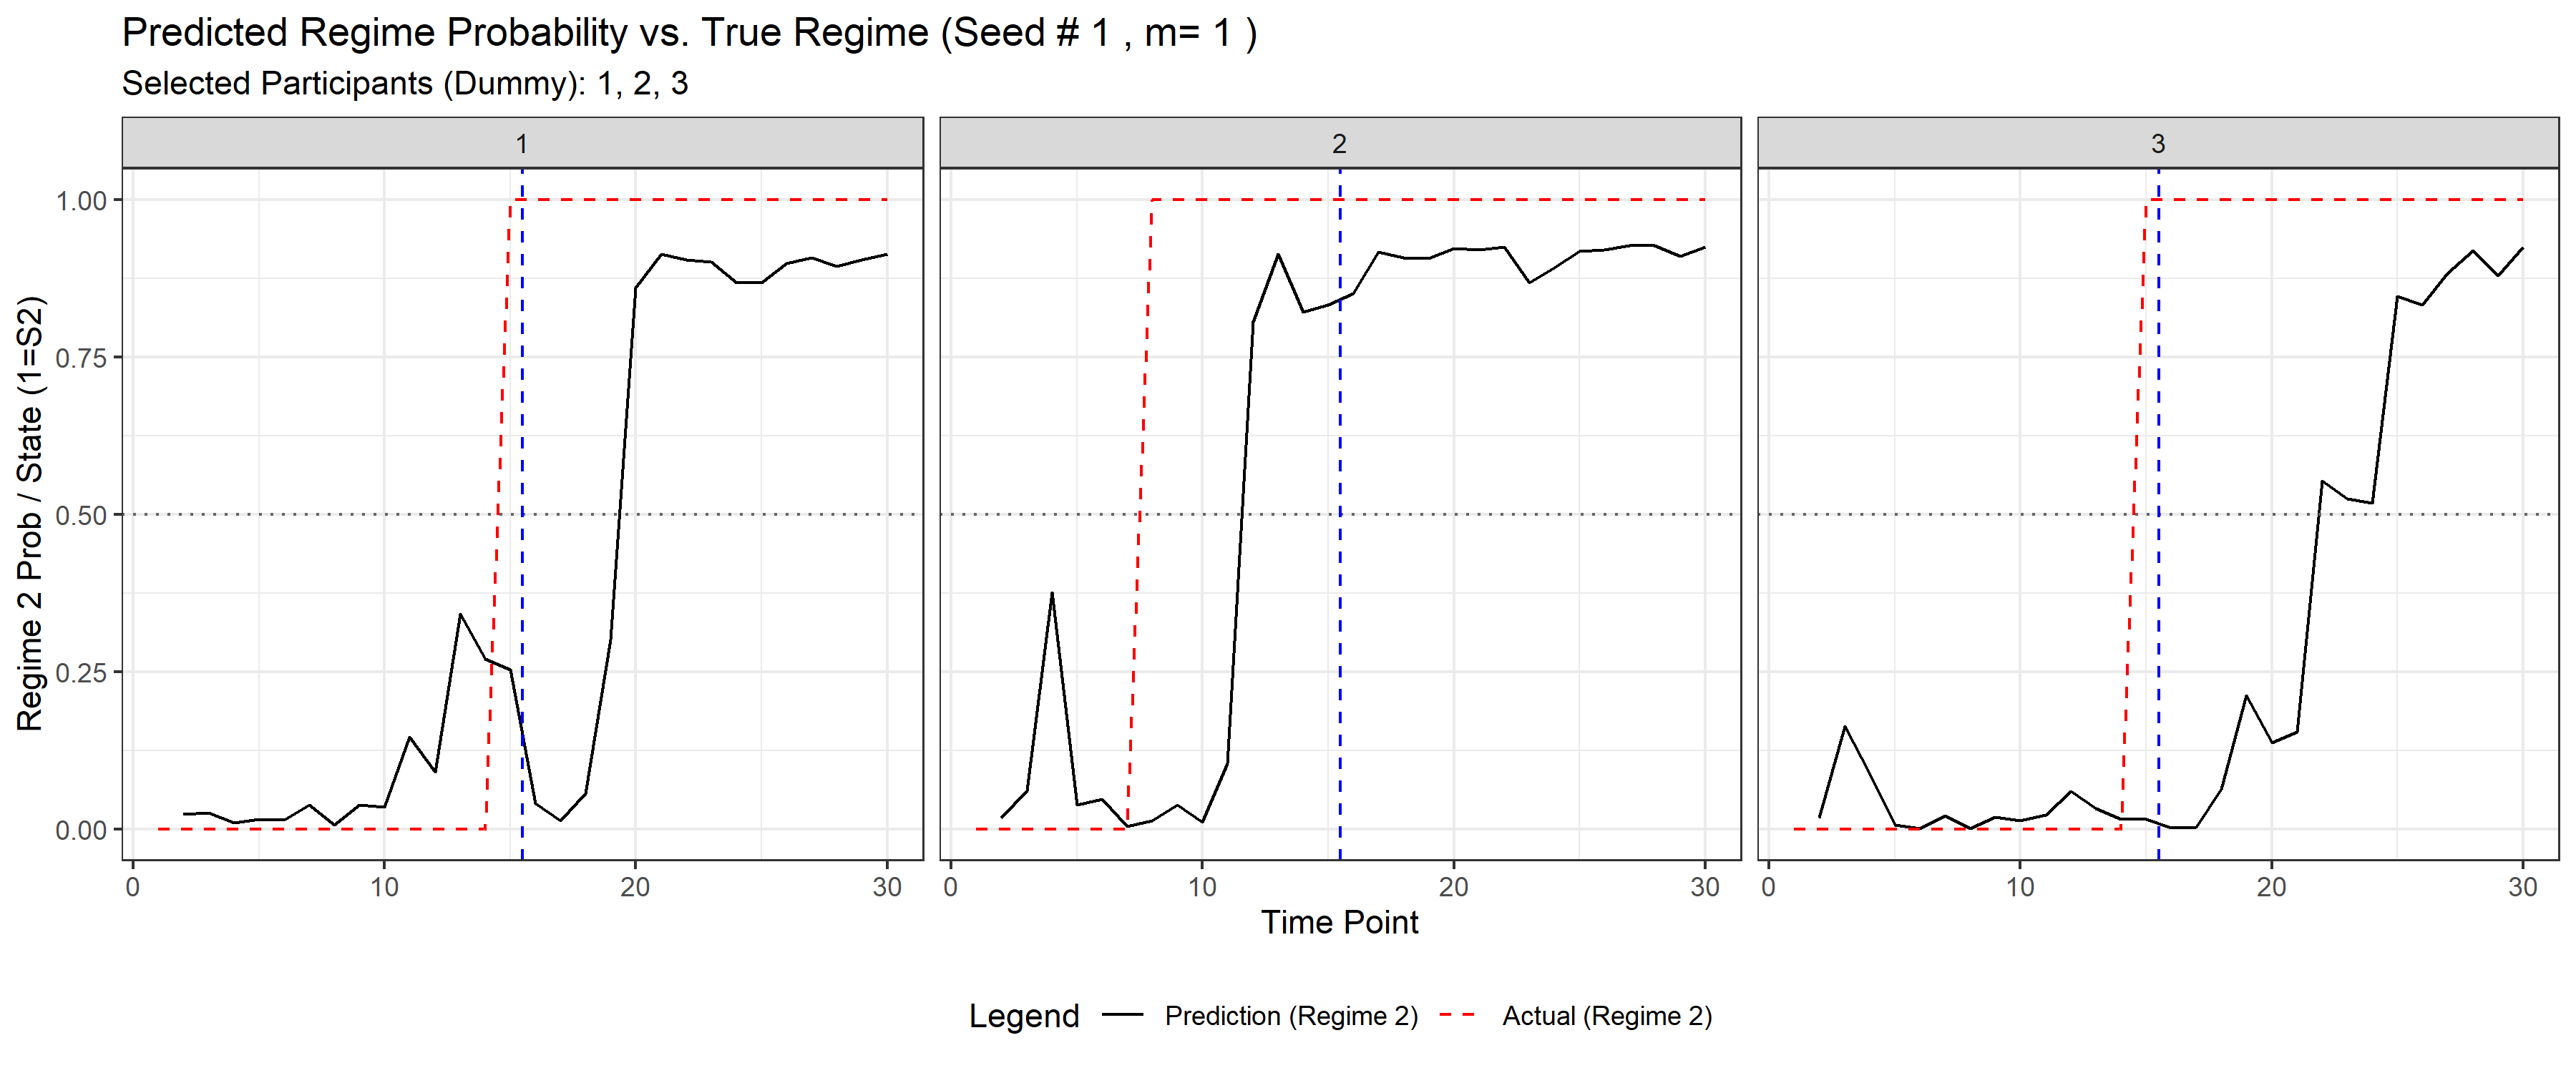 Predicted Regime Probability vs. True Regime (Seed # 1 , m= 1 )
Selected Participants (Dummy): 1, 2, 3
1 2 3
Regime 2 Prob / State (1=S2)
1.00
0.75
0.50
0.25
0.00
0 10 20 30 0 10 20 30 0 10 20 30
Time Point
Legend Prediction (Regime 2) Actual (Regime 2)